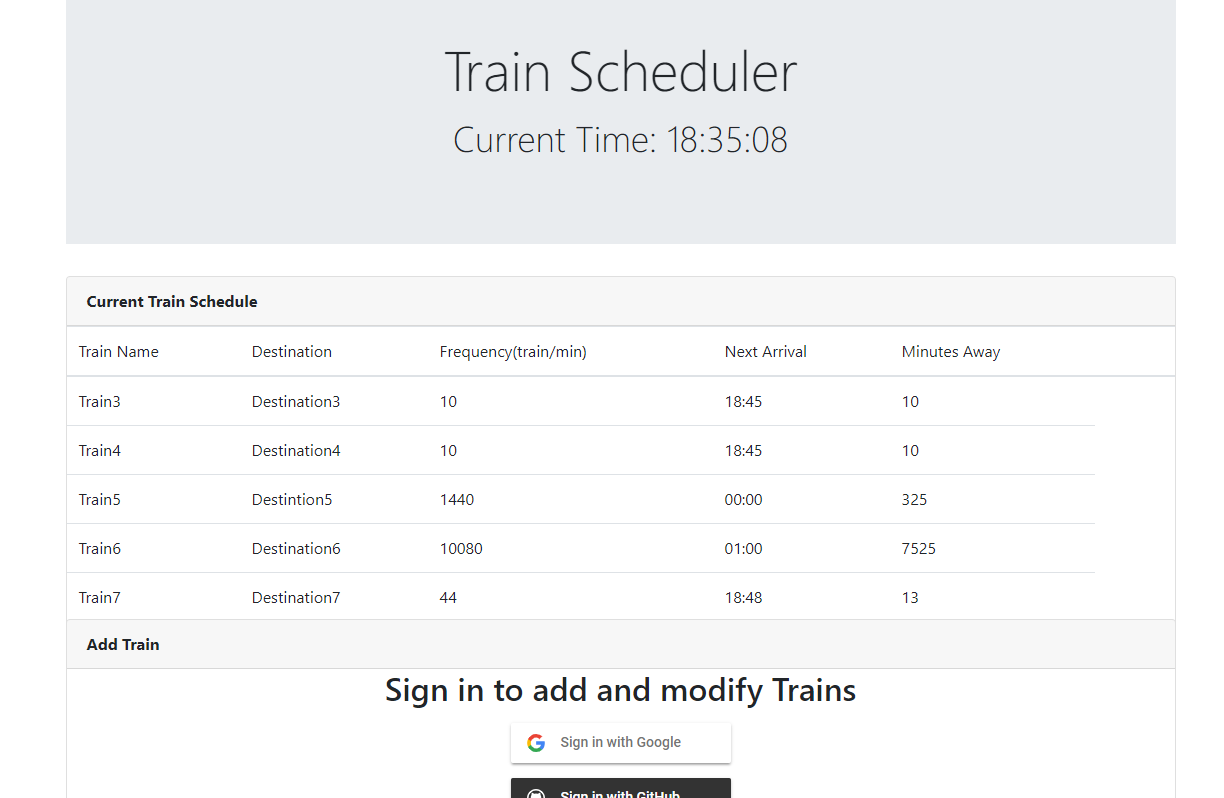 Train Scheduler
Current Time: 18:35:08
Current Train Schedule
Train Name Destination Frequency(train/min) Next Arrival Minutes Away
Train3 Destination3 10 18:45 10
Train4 Destination4 10 18:45 10
Train5 Destintion5 1440 00:00 325
Train6 Destination6 10080 01:00 7525
Train7 Destination7 44 18:48 13
Add Train
Sign in to add and modify Trains
Sign in with Google
Sign in with GitHub